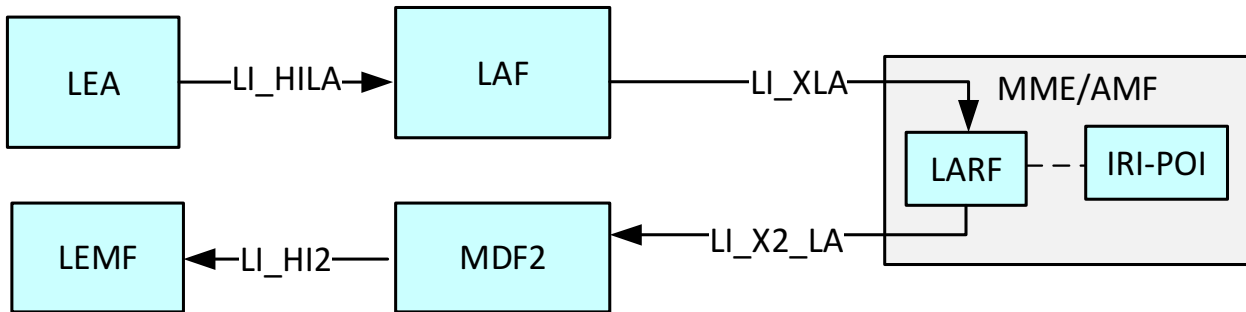 LEA
LI_HILA
LAF
LI_XLA
MME/AMF
LARF
IRI-POI
LEMF
LI_HI2
MDF2
LI_X2_LA